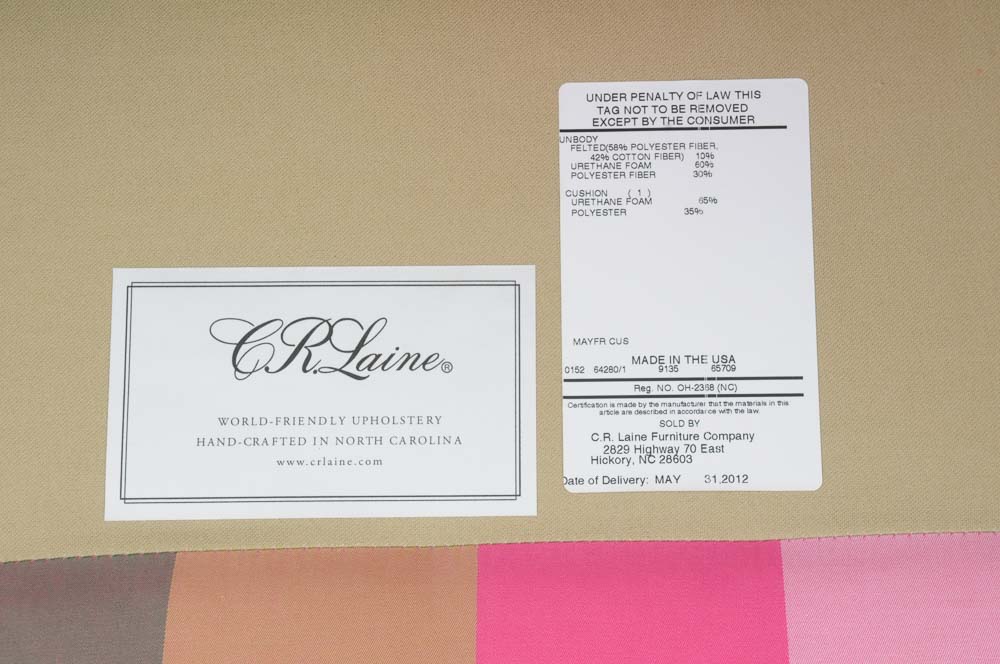 C.R. Laine®
WORLD-FRIENDLY UPHOLSTERY
HAND-CRAFTED IN NORTH CAROLINA
www.crlaine.com
UNDER PENALTY OF LAW THIS
TAG NOT TO BE REMOVED
EXCEPT BY THE CONSUMER
UNBODY
FELTED(58% POLYESTER FIBER,
42% COTTON FIBER) 10%
URETHANE FOAM 60%
POLYESTER FIBER 30%
CUSHION ( 1 )
URETHANE FOAM 65%
POLYESTER 35%
MAYFR CUS
MADE IN THE USA
0152 64280/1 9135 65709
Reg. NO. OH-2368 (NC)
Certification is made by the manufacturer that the materials in this
article are described in accordance with the law.
SOLD BY
C.R. Laine Furniture Company
2829 Highway 70 East
Hickory, NC 28603
Date of Delivery: MAY 31,2012